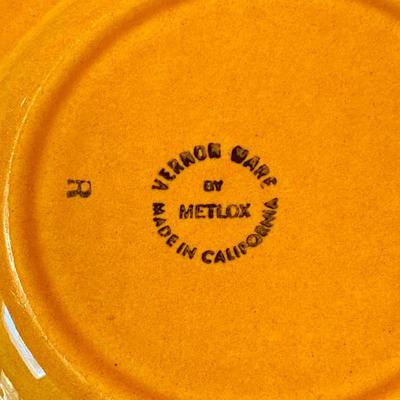 VERNON WARE
BY
METLOX
MADE IN CALIFORNIA
R